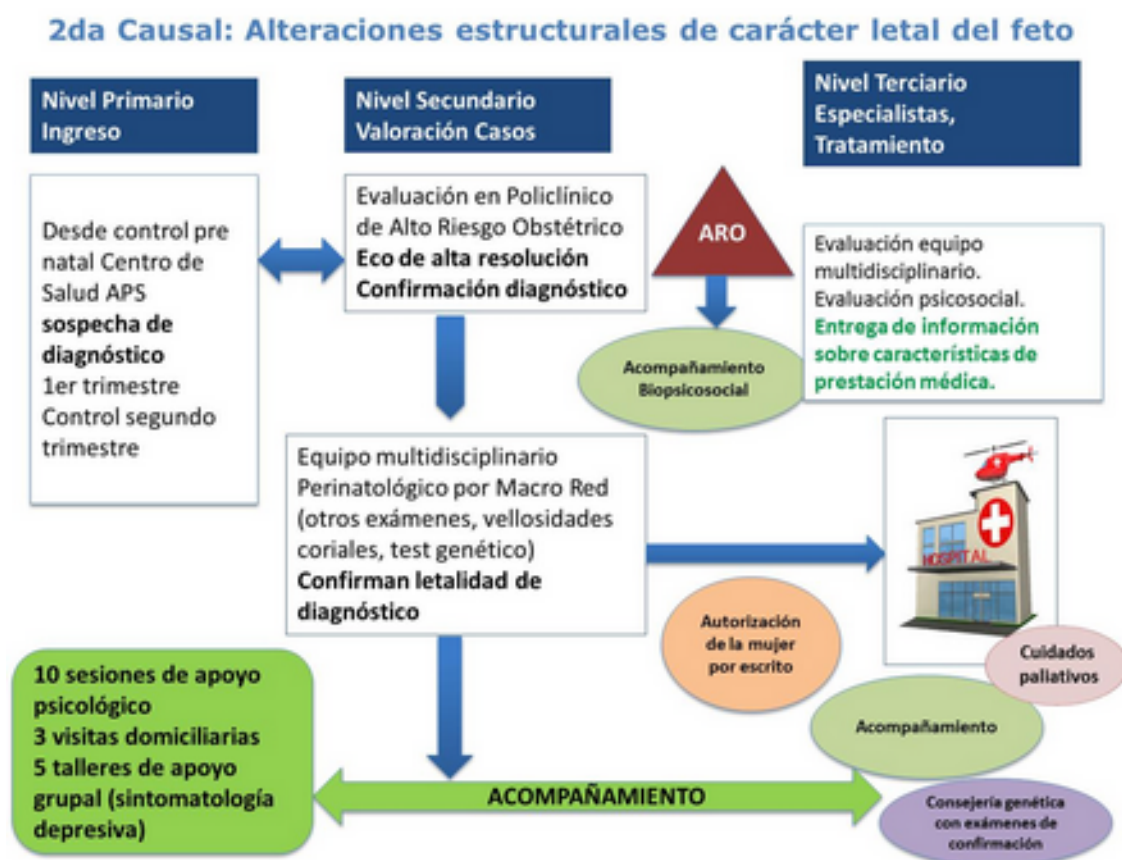 2da Causal: Alteraciones estructurales de carácter letal del feto
Nivel Primario
Ingreso
Nivel Secundario
Valoración Casos
Nivel Terciario
Especialistas,
Tratamiento
Desde control pre
natal Centro de
Salud APS
sospecha de
diagnóstico
1er trimestre
Control segundo
trimestre
Evaluación en Policlínico
de Alto Riesgo Obstétrico
Eco de alta resolución
Confirmación diagnóstico
ARO
Acompañamiento
Biopsicosocial
Evaluación equipo
multidisciplinario.
Evaluación psicosocial.
Entrega de información
sobre características de
prestación médica.
Equipo multidisciplinario
Perinatológico por Macro Red
(otros exámenes, vellosidades
coriales, test genético)
Confirman letalidad de
diagnóstico
HOSPITAL
Autorización
de la mujer
por escrito
Cuidados
paliativos
Acompañamiento
10 sesiones de apoyo
psicológico
3 visitas domiciliarias
5 talleres de apoyo
grupal (sintomatología
depresiva)
ACOMPAÑAMIENTO
Consejería genética
con exámenes de
confirmación